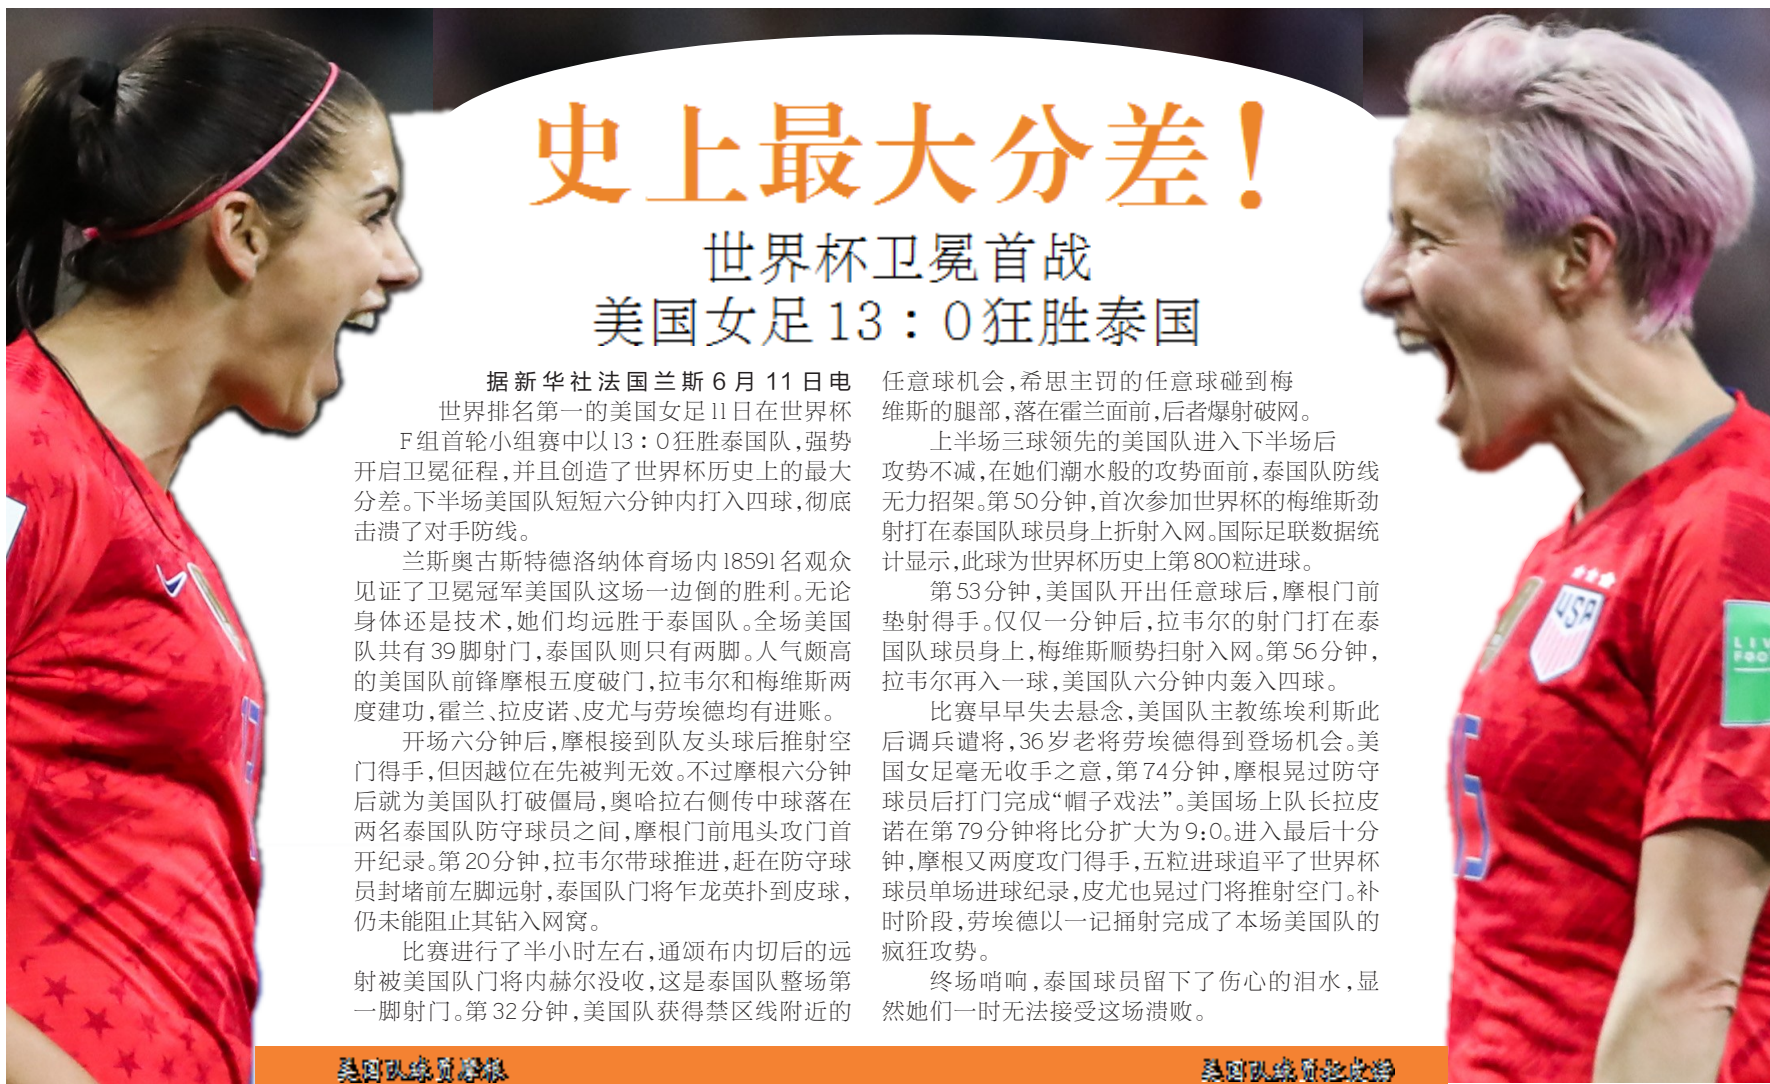 史上最大分差！
世界杯卫冕首战
美国女足13：0狂胜泰国
据新华社法国兰斯6月11日电
世界排名第一的美国女足11日在世界杯
F组首轮小组赛中以13：0狂胜泰国队，强势
开启卫冕征程，并且创造了世界杯历史上的最大
分差。下半场美国队短短六分钟内打入四球，彻底
击溃了对手防线。
兰斯奥古斯特德洛纳体育场内18591名观众
见证了卫冕冠军美国队这场一边倒的胜利。无论
身体还是技术，她们均远胜于泰国队。全场美国
队共有39脚射门，泰国队则只有两脚。人气颇高
的美国队前锋摩根五度破门，拉韦尔和梅维斯两
度建功，霍兰、拉皮诺、皮尤与劳埃德均有进账。
开场六分钟后，摩根接到队友头球后推射空
门得手，但因越位在先被判无效。不过摩根六分钟
后就为美国队打破僵局，奥哈拉右侧传中球落在
两名泰国队防守球员之间，摩根门前甩头攻门首
开纪录。第20分钟，拉韦尔带球推进，赶在防守球
员封堵前左脚远射，泰国队门将乍龙英扑到皮球，
仍未能阻止其钻入网窝。
比赛进行了半小时左右，通颂布内切后的远
射被美国队门将内赫尔没收，这是泰国队整场第
一脚射门。第32分钟，美国队获得禁区线附近的
任意球机会，希思主罚的任意球碰到梅
维斯的腿部，落在霍兰面前，后者爆射破网。
上半场三球领先的美国队进入下半场后
攻势不减，在她们潮水般的攻势面前，泰国队防线
无力招架。第50分钟，首次参加世界杯的梅维斯劲
射打在泰国队球员身上折射入网。国际足联数据统
计显示，此球为世界杯历史上第800粒进球。
第53分钟，美国队开出任意球后，摩根门前
垫射得手。仅仅一分钟后，拉韦尔的射门打在泰
国队球员身上，梅维斯顺势扫射入网。第56分钟，
拉韦尔再入一球，美国队六分钟内轰入四球。
比赛早早失去悬念，美国队主教练埃利斯此
后调兵谴将，36岁老将劳埃德得到登场机会。美
国女足毫无收手之意，第74分钟，摩根晃过防守
球员后打门完成“帽子戏法”。美国场上队长拉皮
诺在第79分钟将比分扩大为9:0。进入最后十分
钟，摩根又两度攻门得手，五粒进球追平了世界杯
球员单场进球纪录，皮尤也晃过门将推射空门。补
时阶段，劳埃德以一记捅射完成了本场美国队的
疯狂攻势。
终场哨响，泰国球员留下了伤心的泪水，显
然她们一时无法接受这场溃败。
USA
15
美国队球员摩根
美国队球员拉皮诺